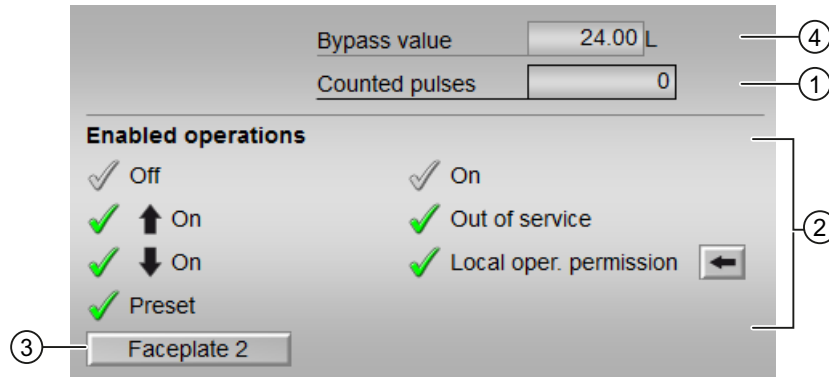 Bypass value 24.00 L 4
Counted pulses 0 1
Enabled operations
Off On
On Out of service
On Local oper. permission
2
Preset
3 Faceplate 2